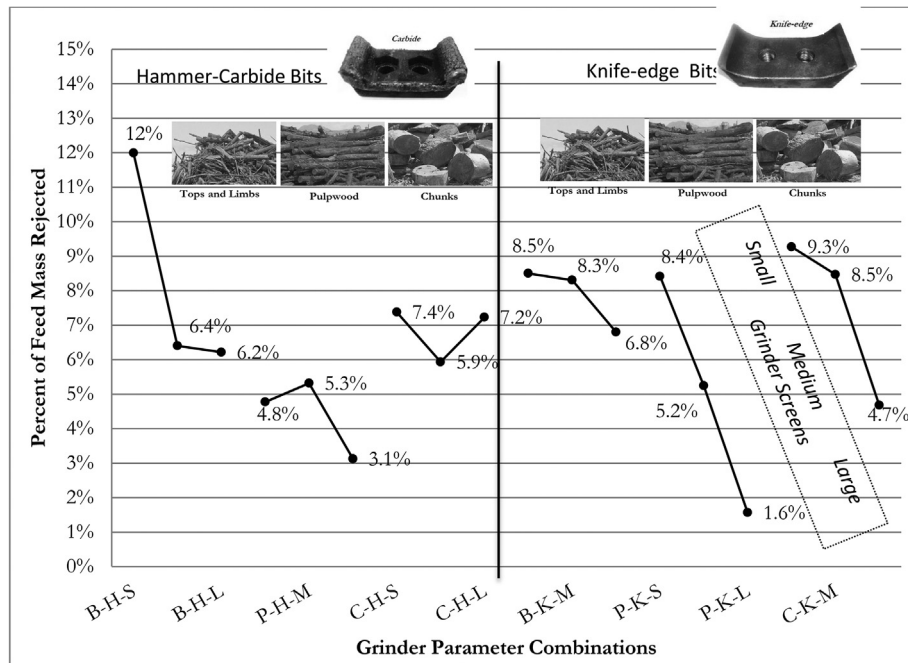 Percent of Feed Mass Rejected
15%
14%
13%
12%
11%
10%
9%
8%
7%
6%
5%
4%
3%
2%
1%
0%
Carbide
Hammer-Carbide Bits
Knife-edge
Knife-edge Bits
Tops and Limbs
Pulpwood
Chunks
Tops and Limbs
Pulpwood
Chunks
12%
6.4%
6.2%
4.8%
5.3%
3.1%
7.4%
5.9%
7.2%
8.5%
8.3%
6.8%
8.4%
5.2%
1.6%
9.3%
8.5%
4.7%
Small
Medium
Large
Grinder Screens
B-H-S
B-H-L
P-H-M
C-H-S
C-H-L
B-K-M
P-K-S
P-K-L
C-K-M
Grinder Parameter Combinations